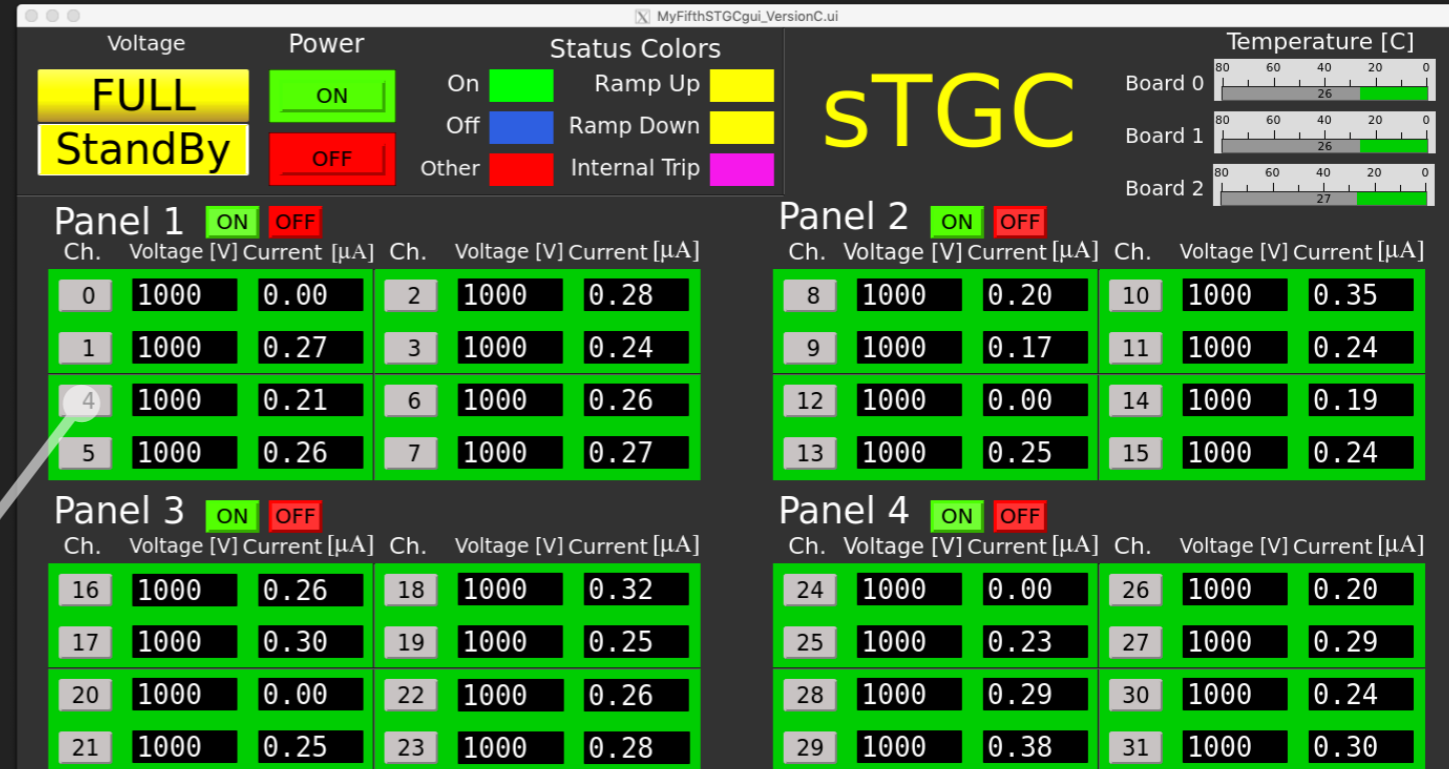 MyFifthSTGCgui_VersionC.ui
Voltage Power Status Colors
FULL ON On Ramp Up
StandBy OFF Off Ramp Down
Other Internal Trip
sTGC
Temperature [C]
Board 0 80 60 40 20 0 26
Board 1 80 60 40 20 0 26
Board 2 80 60 40 20 0 27
Panel 1 ON OFF
Ch. Voltage [V] Current [µA] Ch. Voltage [V] Current [µA]
0 1000 0.00 2 1000 0.28
1 1000 0.27 3 1000 0.24
4 1000 0.21 6 1000 0.26
5 1000 0.26 7 1000 0.27
Panel 2 ON OFF
Ch. Voltage [V] Current [µA] Ch. Voltage [V] Current [µA]
8 1000 0.20 10 1000 0.35
9 1000 0.17 11 1000 0.24
12 1000 0.00 14 1000 0.19
13 1000 0.25 15 1000 0.24
Panel 3 ON OFF
Ch. Voltage [V] Current [µA] Ch. Voltage [V] Current [µA]
16 1000 0.26 18 1000 0.32
17 1000 0.30 19 1000 0.25
20 1000 0.00 22 1000 0.26
21 1000 0.25 23 1000 0.28
Panel 4 ON OFF
Ch. Voltage [V] Current [µA] Ch. Voltage [V] Current [µA]
24 1000 0.00 26 1000 0.20
25 1000 0.23 27 1000 0.29
28 1000 0.29 30 1000 0.24
29 1000 0.38 31 1000 0.30